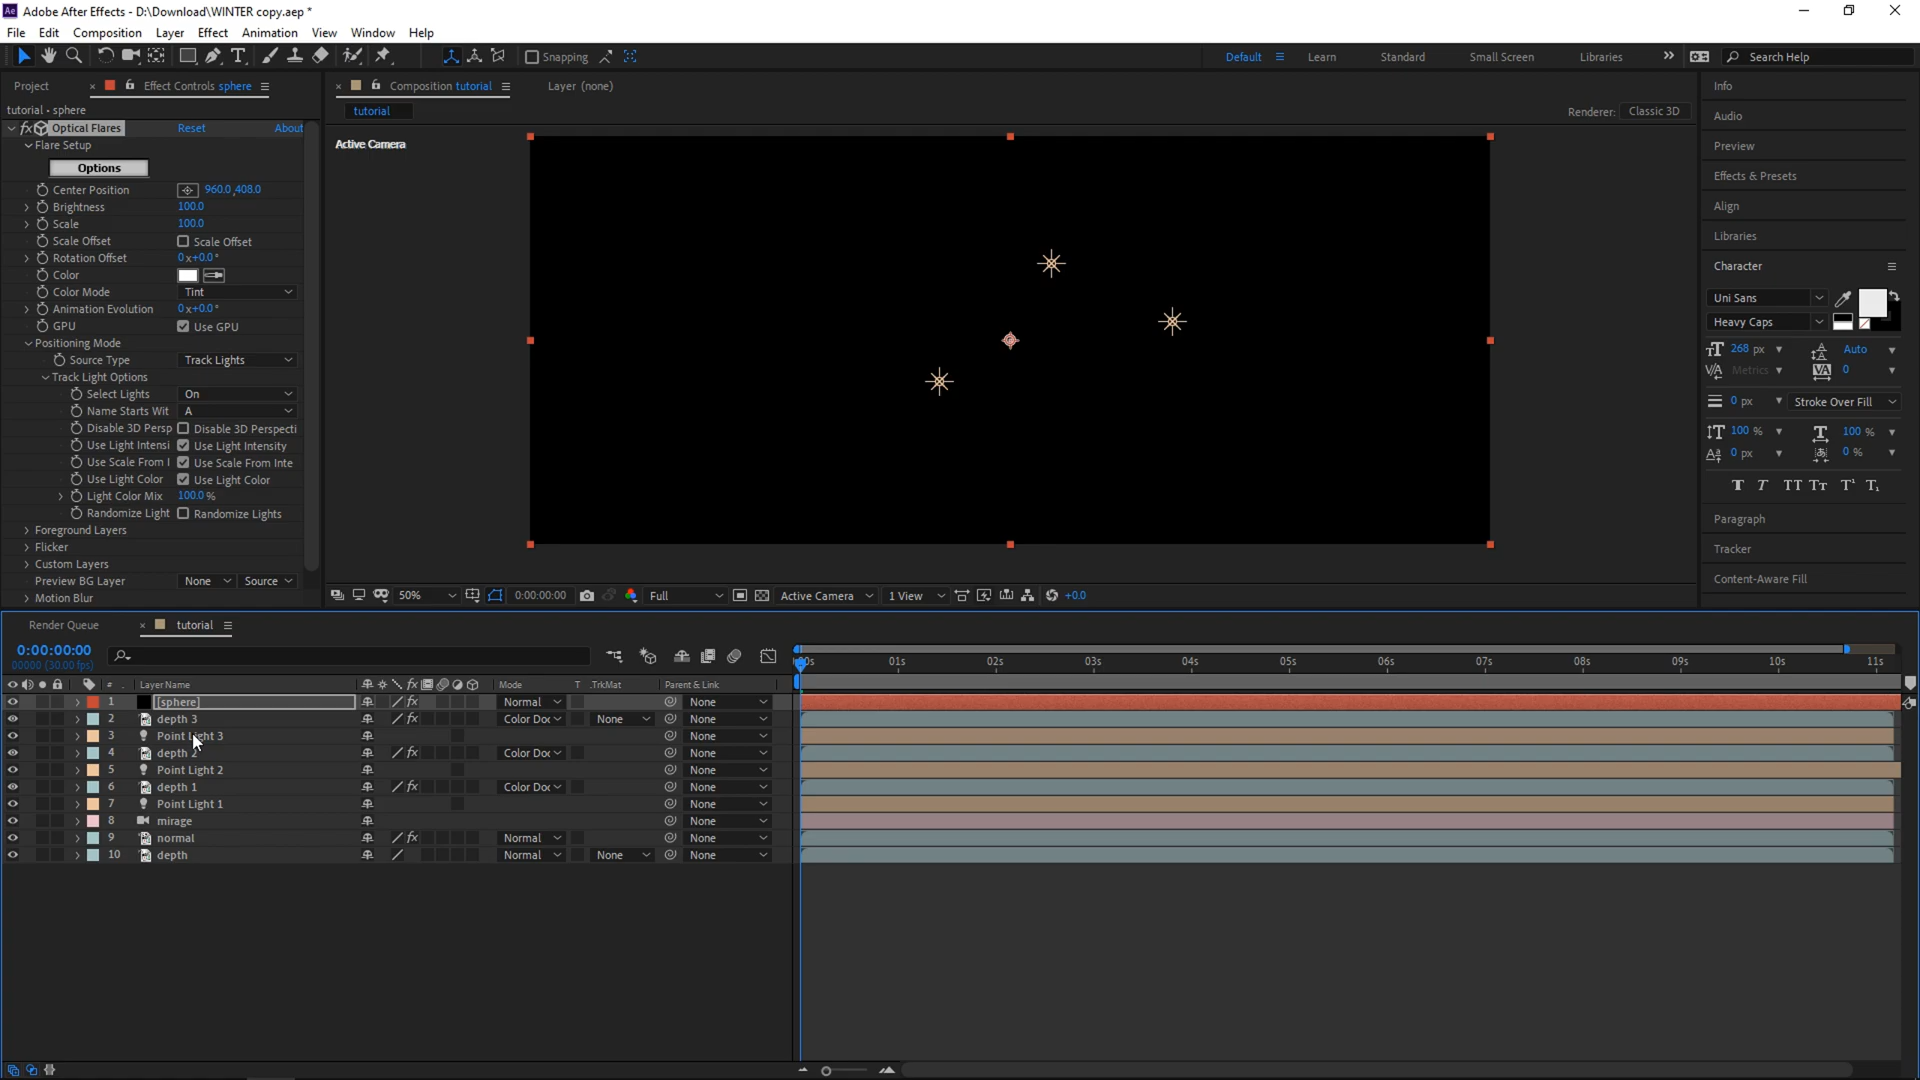 Adobe After Effects - D:\Download\WINTER copy.aep *
File Edit Composition Layer Effect Animation View Window Help
Snapping
Default Learn Standard Small Screen Libraries Search Help
Project Effect Controls sphere
tutorial • sphere
Optical Flares Reset About
Flare Setup
Options
Center Position 960.0,408.0
Brightness 100.0
Scale 100.0
Scale Offset Scale Offset
Rotation Offset 0x+0.0°
Color
Color Mode Tint
Animation Evolution 0x+0.0°
GPU Use GPU
Positioning Mode
Source Type Track Lights
Track Light Options
Select Lights On
Name Starts Wit A
Disable 3D Persp Disable 3D Perspecti
Use Light Intensi Use Light Intensity
Use Scale From I Use Scale From Inte
Use Light Color Use Light Color
Light Color Mix 100.0%
Randomize Light Randomize Lights
Foreground Layers
Flicker
Custom Layers
Preview BG Layer None Source
Motion Blur
Composition tutorial Layer (none)
tutorial
Renderer: Classic 3D
Active Camera
50% 0:00:00:00 Full Active Camera 1 View +0.0
Info
Audio
Preview
Effects & Presets
Align
Libraries
Character
Uni Sans
Heavy Caps
268 px Auto
Metrics 0
0 px Stroke Over Fill
100 % 100 %
0 px 0 %
T T TT Tт T¹ T₁
Paragraph
Tracker
Content-Aware Fill
Render Queue tutorial
0:00:00:00
00000 (30.00 fps)
01s 02s 03s 04s 05s 06s 07s 08s 09s 10s 11s
# Layer Name Mode T .TrkMat Parent & Link
1 [sphere] Normal None
2 depth 3 Color Doc None None
3 Point Light 3 None
4 depth 2 Color Doc None
5 Point Light 2 None
6 depth 1 Color Doc None
7 Point Light 1 None
8 mirage None
9 normal Normal None
10 depth Normal None None